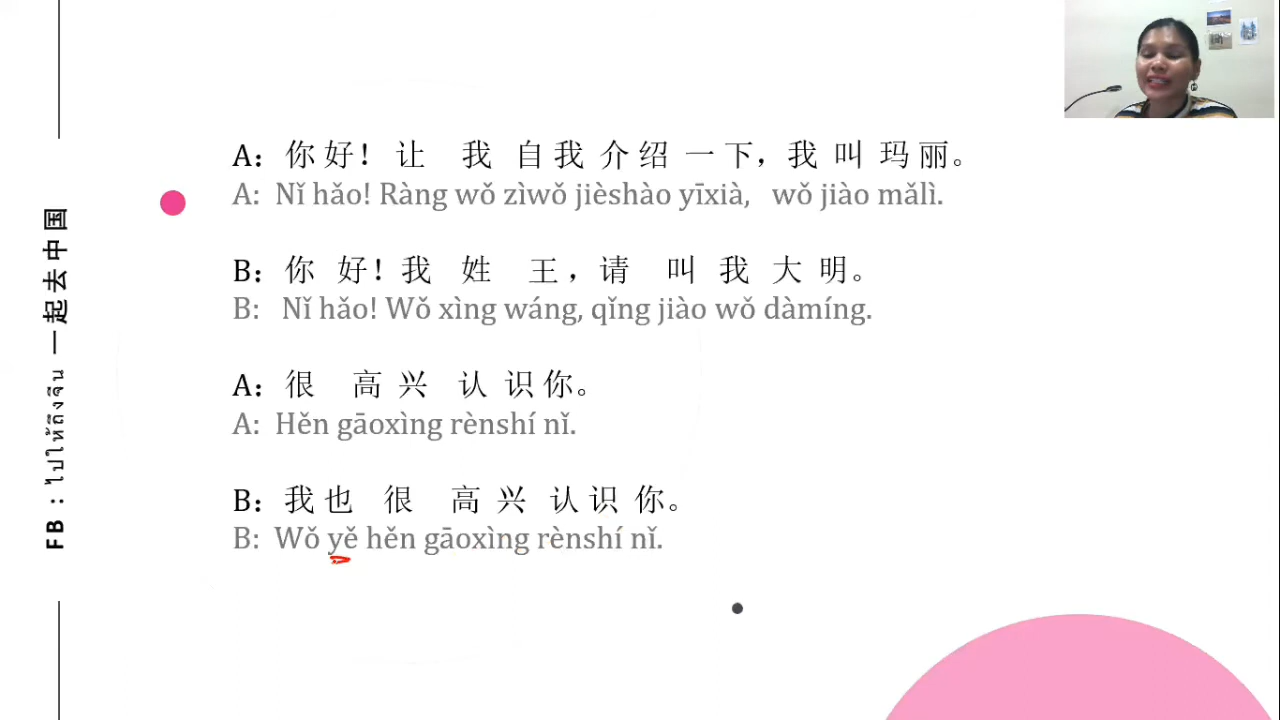 A：你好！让 我 自我 介绍 一下，我 叫 玛丽。
A: Nǐ hǎo! Ràng wǒ zìwǒ jièshào yīxià, wǒ jiào mǎlì.
B：你 好！我 姓 王，请 叫 我 大 明。
B: Nǐ hǎo! Wǒ xìng wáng, qǐng jiào wǒ dàmíng.
A：很 高 兴 认 识 你。
A: Hěn gāoxìng rènshí nǐ.
B：我 也 很 高 兴 认 识 你。
B: Wǒ yě hěn gāoxìng rènshí nǐ.
FB : ไปให้ถึงจีน 一起去中国